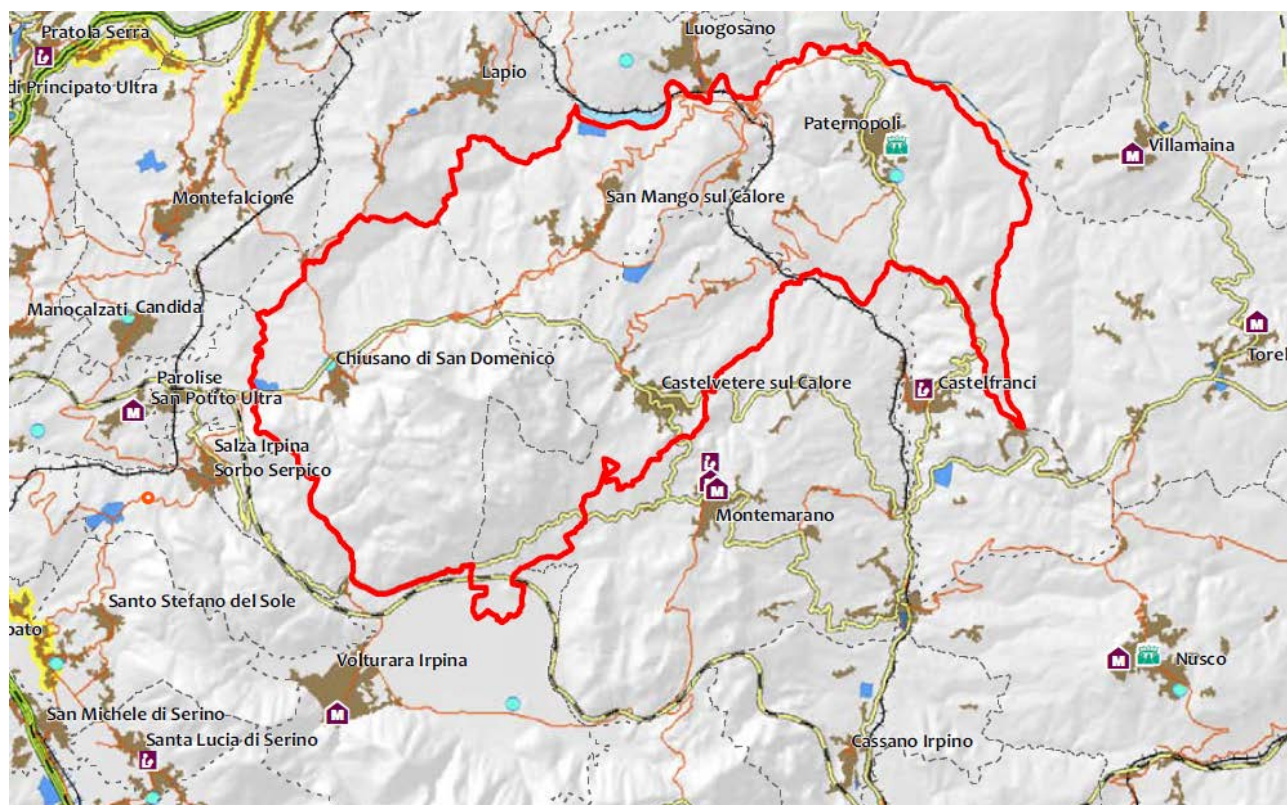 Pratola Serra
Luogosano
Lapio
di Principato Ultra
Paternopoli
Villamaina
M
Montefalcione
San Mango sul Calore
Manocalzati
Candida
M
Torel
Chiusano di San Domenico
Parolise
San Potito Ultra
M
Castelvetere sul Calore
Castelfranci
Salza Irpina
Sorbo Serpico
M
Montemarano
Santo Stefano del Sole
pato
Volturara Irpina
M
M
Nusco
San Michele di Serino
Santa Lucia di Serino
Cassano Irpino